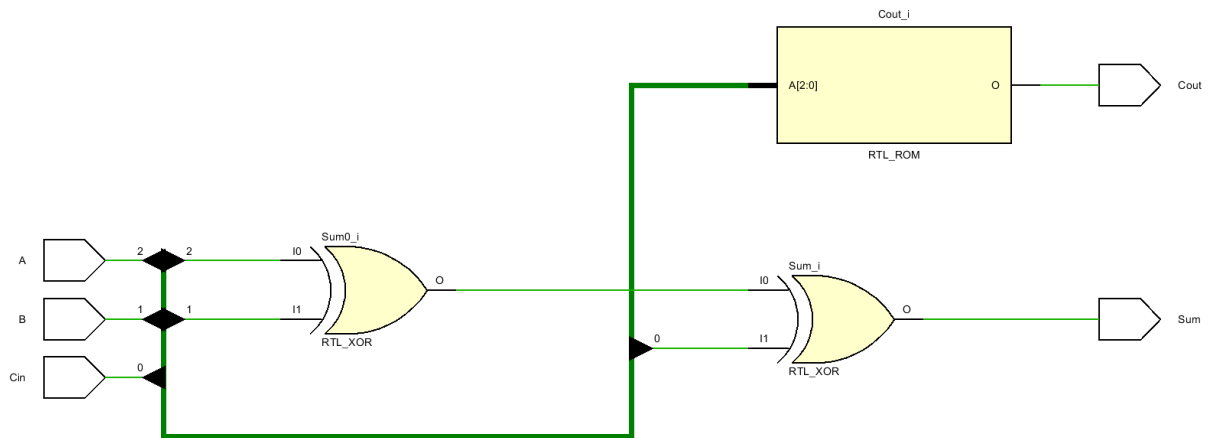 Cout_i
A[2:0]
O
Cout
RTL_ROM
Sum0_i
A
2
2
I0
O
Sum_i
I0
B
1
1
I1
O
Sum
RTL_XOR
0
I1
Cin
0
RTL_XOR